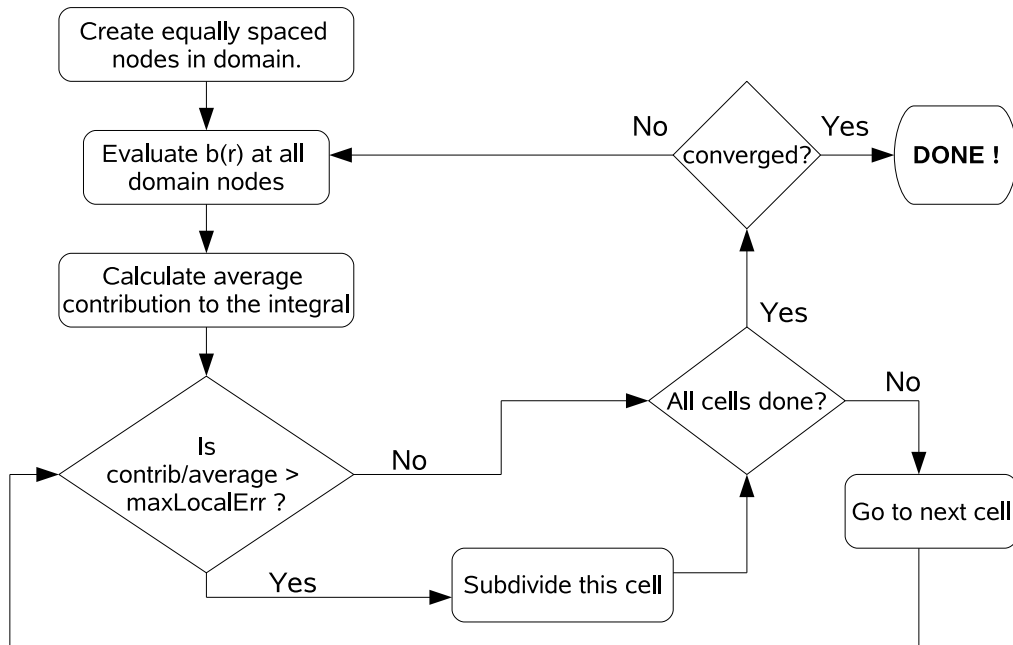 Create equally spaced
nodes in domain.
Evaluate b(r) at all
domain nodes
Calculate average
contribution to the integral
Is
contrib/average >
maxLocalErr ?
No
Yes
Subdivide this cell
All cells done?
No
Go to next cell
Yes
converged?
No
Yes
DONE !